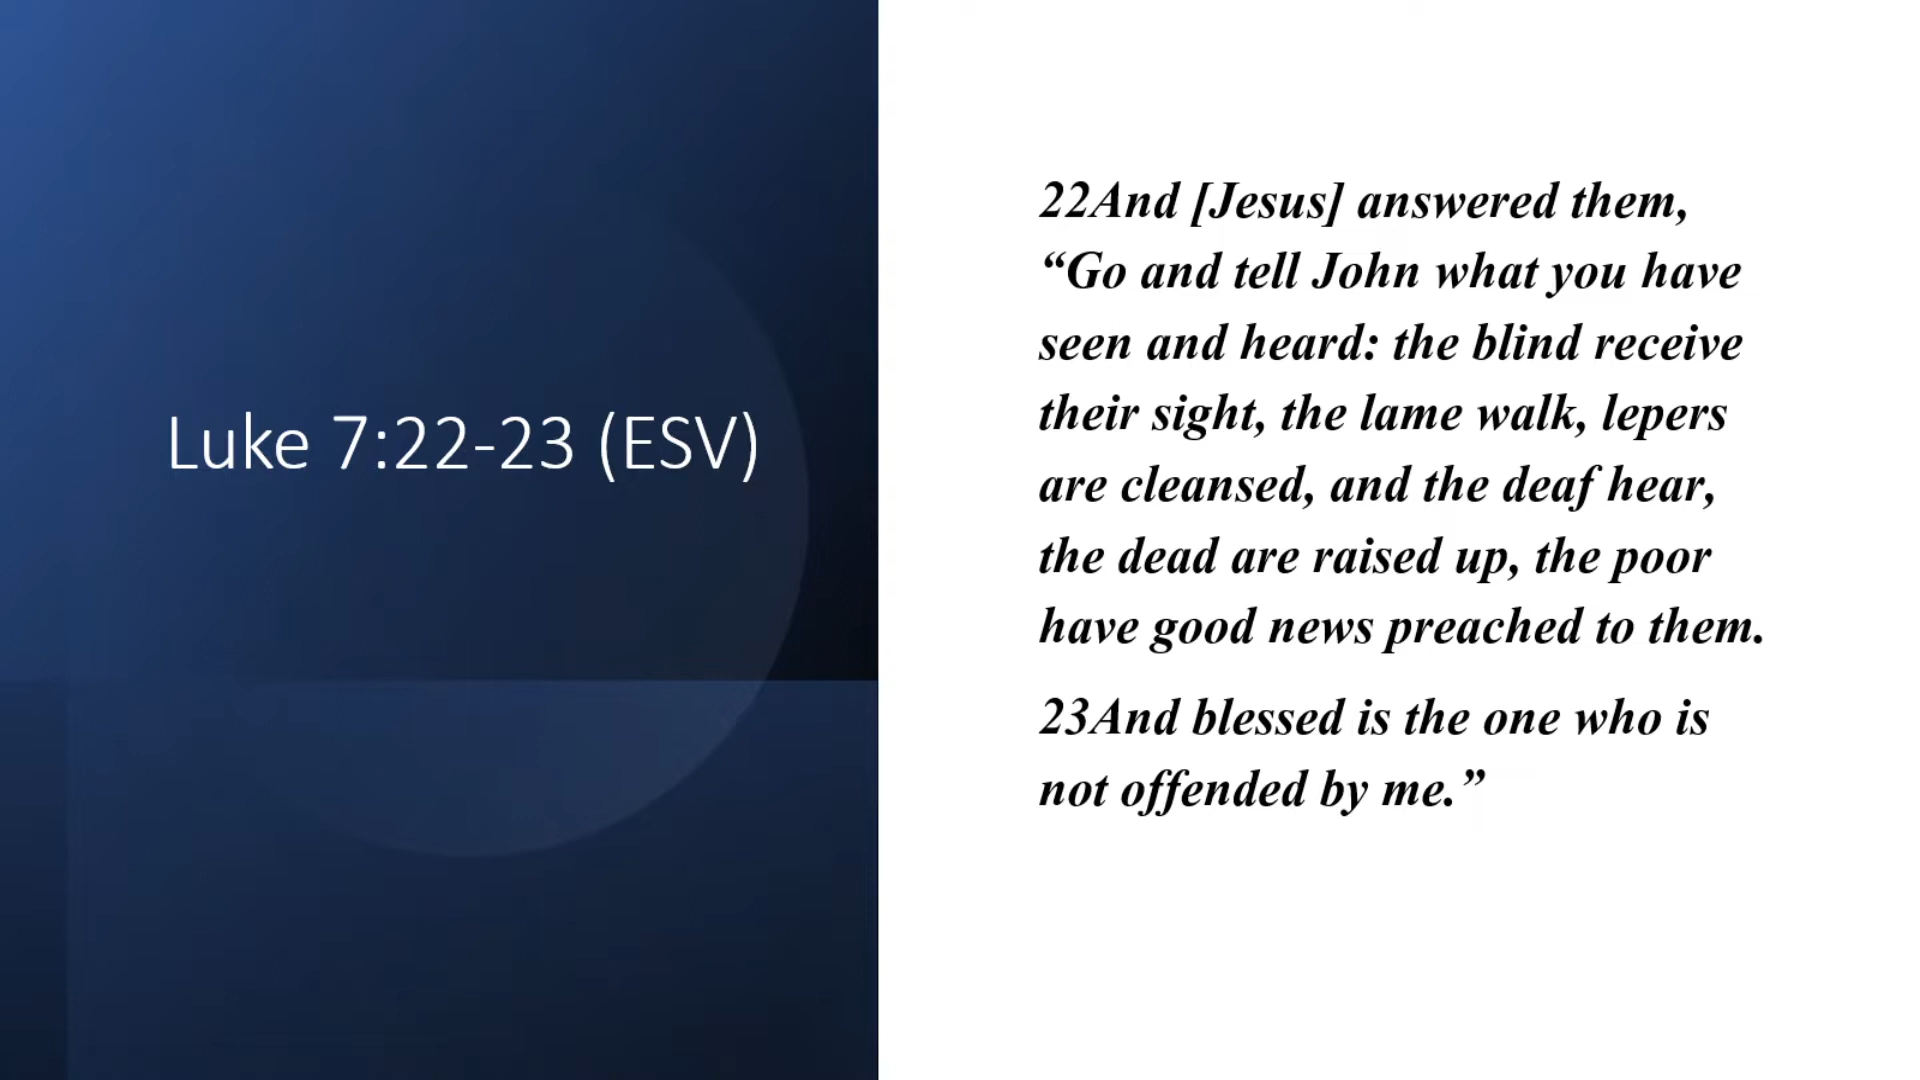 Luke 7:22-23 (ESV)
22And [Jesus] answered them,
“Go and tell John what you have
seen and heard: the blind receive
their sight, the lame walk, lepers
are cleansed, and the deaf hear,
the dead are raised up, the poor
have good news preached to them.
23And blessed is the one who is
not offended by me.”